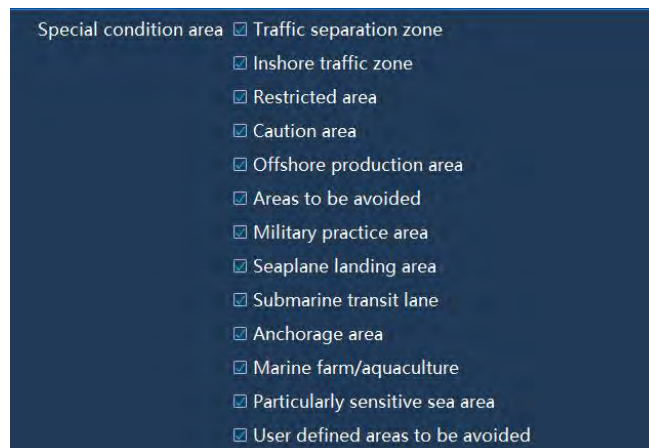 Special condition area Traffic separation zone
Inshore traffic zone
Restricted area
Caution area
Offshore production area
Areas to be avoided
Military practice area
Seaplane landing area
Submarine transit lane
Anchorage area
Marine farm/aquaculture
Particularly sensitive sea area
User defined areas to be avoided